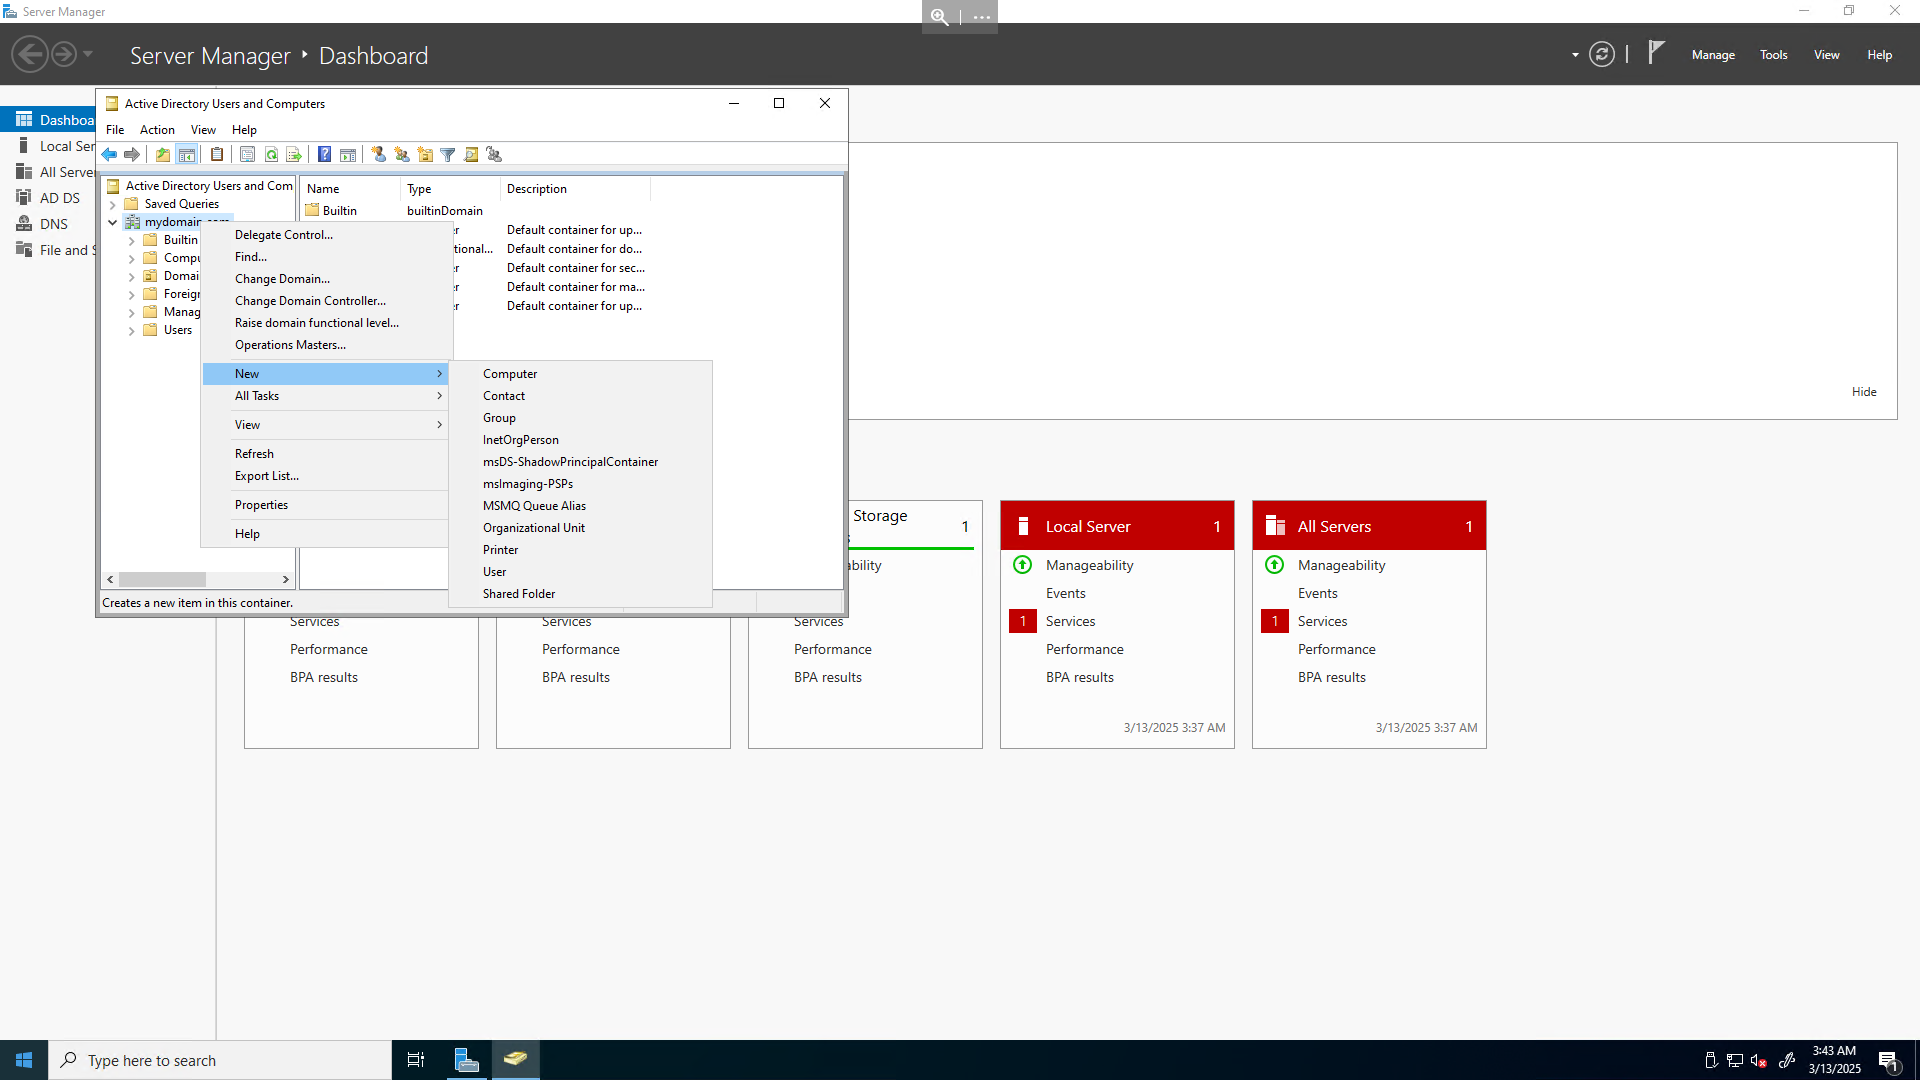 Server Manager
Server Manager ‣ Dashboard
Manage
Tools
View
Help
Dashboa
Local Ser
All Server
AD DS
DNS
File and S
Active Directory Users and Computers
File
Action
View
Help
Active Directory Users and Com
Saved Queries
mydomain.com
Builtin
Compu
Domai
Foreign
Manag
Users
Name
Type
Description
Builtin
builtinDomain
er
Default container for up...
tional...
Default container for do...
er
Default container for sec...
er
Default container for ma...
er
Default container for up...
Delegate Control...
Find...
Change Domain...
Change Domain Controller...
Raise domain functional level...
Operations Masters...
New
All Tasks
View
Refresh
Export List...
Properties
Help
Computer
Contact
Group
InetOrgPerson
msDS-ShadowPrincipalContainer
msImaging-PSPs
MSMQ Queue Alias
Organizational Unit
Printer
User
Shared Folder
Creates a new item in this container.
Hide
Services
Performance
BPA results
Services
Performance
BPA results
Storage
s
1
ability
Services
Performance
BPA results
Local Server
1
Manageability
Events
1 Services
Performance
BPA results
3/13/2025 3:37 AM
All Servers
1
Manageability
Events
1 Services
Performance
BPA results
3/13/2025 3:37 AM
Type here to search
3:43 AM
3/13/2025
1